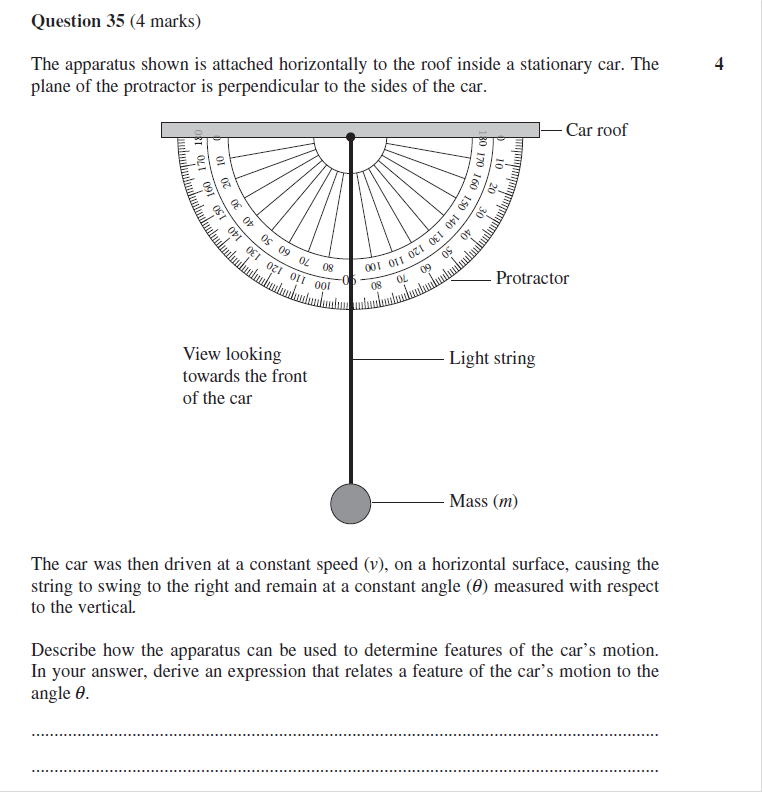 Question 35 (4 marks)
The apparatus shown is attached horizontally to the roof inside a stationary car. The 4
plane of the protractor is perpendicular to the sides of the car.
Car roof
180 0 180 0
170 10 170 10
160 20 160 20
150 30 150 30
140 40 140 40
130 50 130 50
120 60 120 60
110 70 110 70
100 80 90 100 80
Protractor
View looking
towards the front
of the car
Light string
Mass (m)
The car was then driven at a constant speed (v), on a horizontal surface, causing the
string to swing to the right and remain at a constant angle (θ) measured with respect
to the vertical.
Describe how the apparatus can be used to determine features of the car’s motion.
In your answer, derive an expression that relates a feature of the car’s motion to the
angle θ.